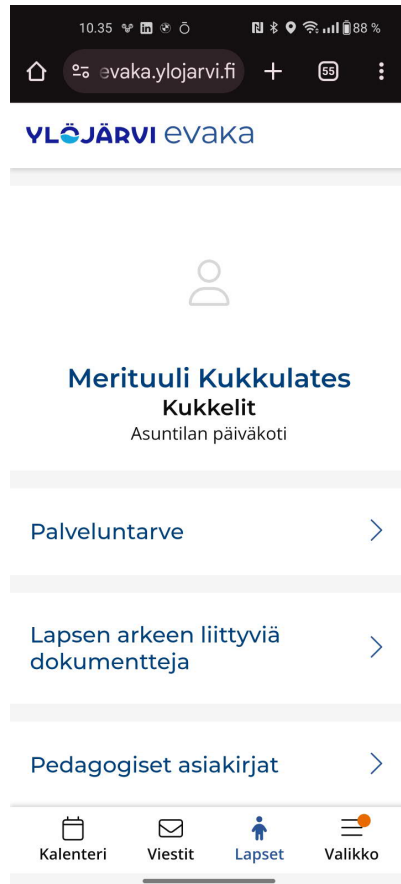 10.35 88 %
evaka.ylojarvi.fi 55
YLÖJÄRVI evaka
Merituuli Kukkulates
Kukkelit
Asuntilan päiväkoti
Palveluntarve
Lapsen arkeen liittyviä
dokumentteja
Pedagogiset asiakirjat
Kalenteri Viestit Lapset Valikko